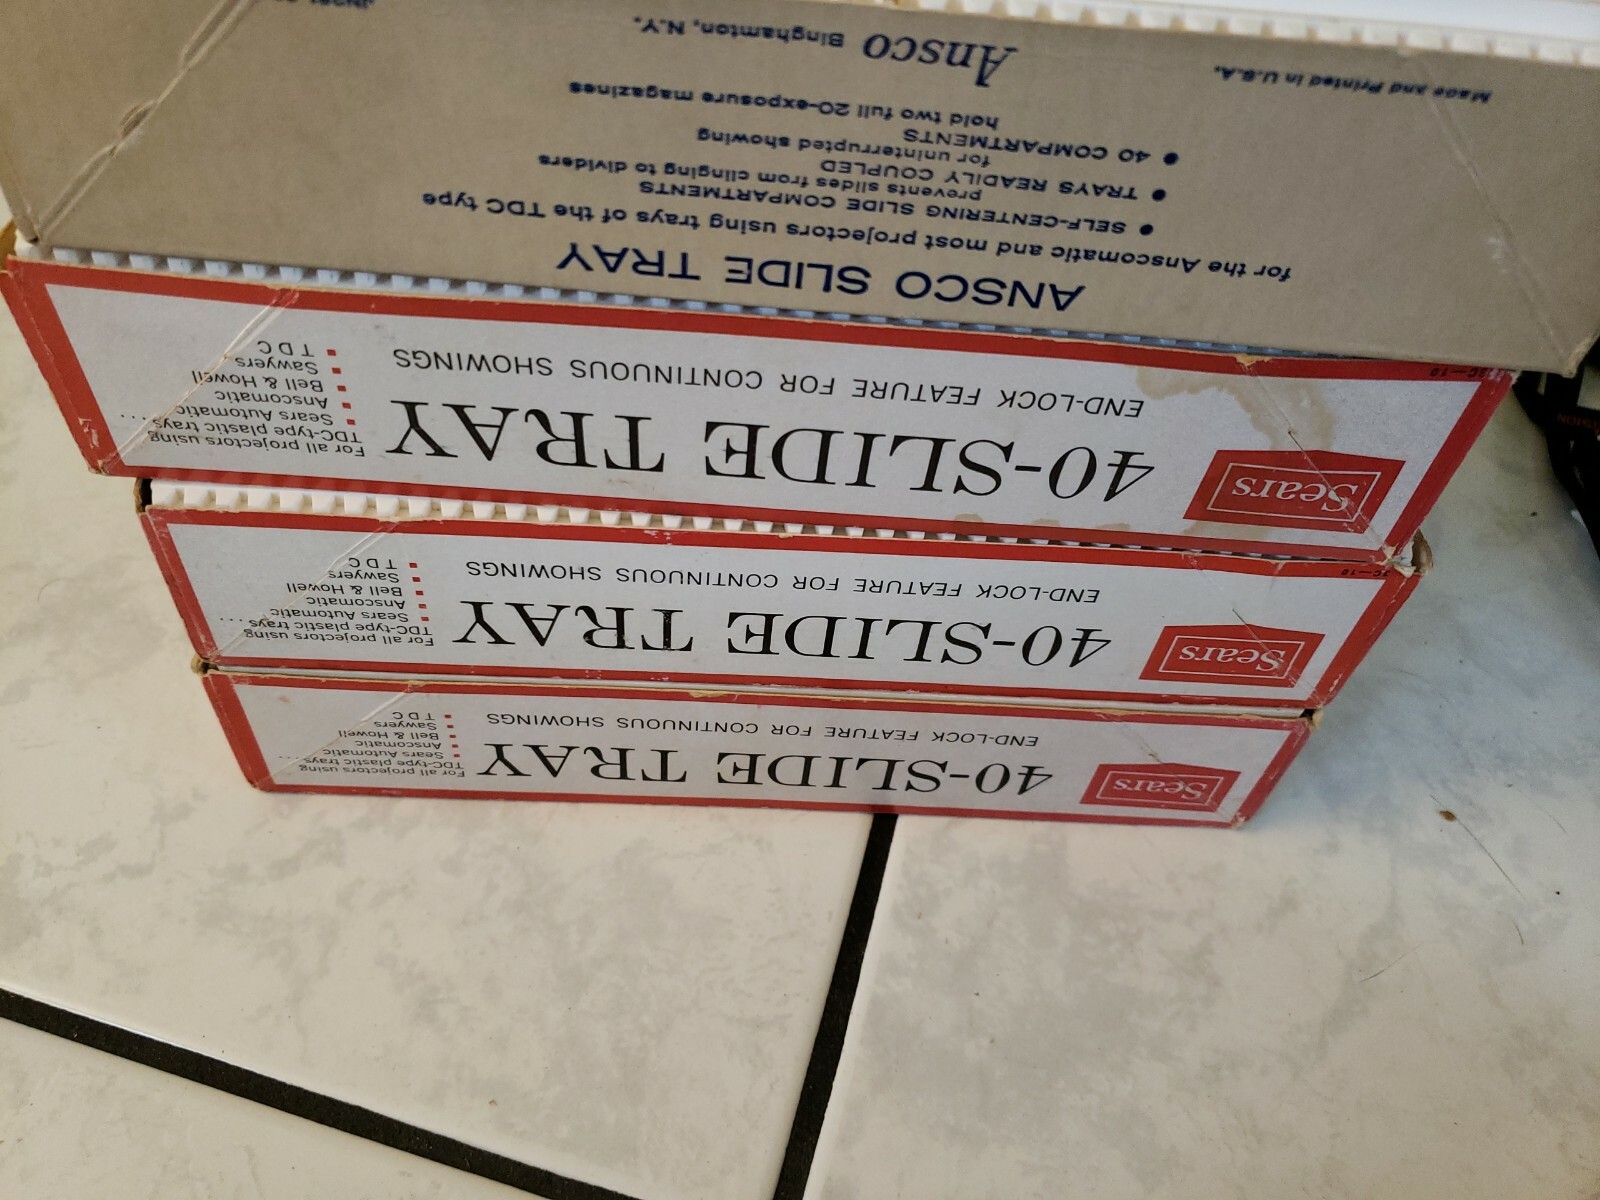 ANSCO SLIDE TRAY
for the Anscomatic and most projectors using trays of the TDC type
• SELF-CENTERING SLIDE COMPARTMENTS
prevents slides from clinging to dividers
• TRAYS READILY COUPLED
for uninterrupted showing
• 40 COMPARTMENTS
hold two full 20-exposure magazines
Made and Printed in U.S.A.
Ansco Binghamton, N.Y.
Sears
40-SLIDE TRAY
END-LOCK FEATURE FOR CONTINUOUS SHOWINGS
For all projectors using
TDC-type plastic trays
▪ Sears Automatic ....
▪ Anscomatic
▪ Bell & Howell
▪ Sawyers
▪ TDC
Sears
40-SLIDE TRAY
END-LOCK FEATURE FOR CONTINUOUS SHOWINGS
For all projectors using
TDC-type plastic trays
▪ Sears Automatic ....
▪ Anscomatic
▪ Bell & Howell
▪ Sawyers
▪ TDC
Sears
40-SLIDE TRAY
END-LOCK FEATURE FOR CONTINUOUS SHOWINGS
For all projectors using
TDC-type plastic trays
▪ Sears Automatic ....
▪ Anscomatic
▪ Bell & Howell
▪ Sawyers
▪ TDC